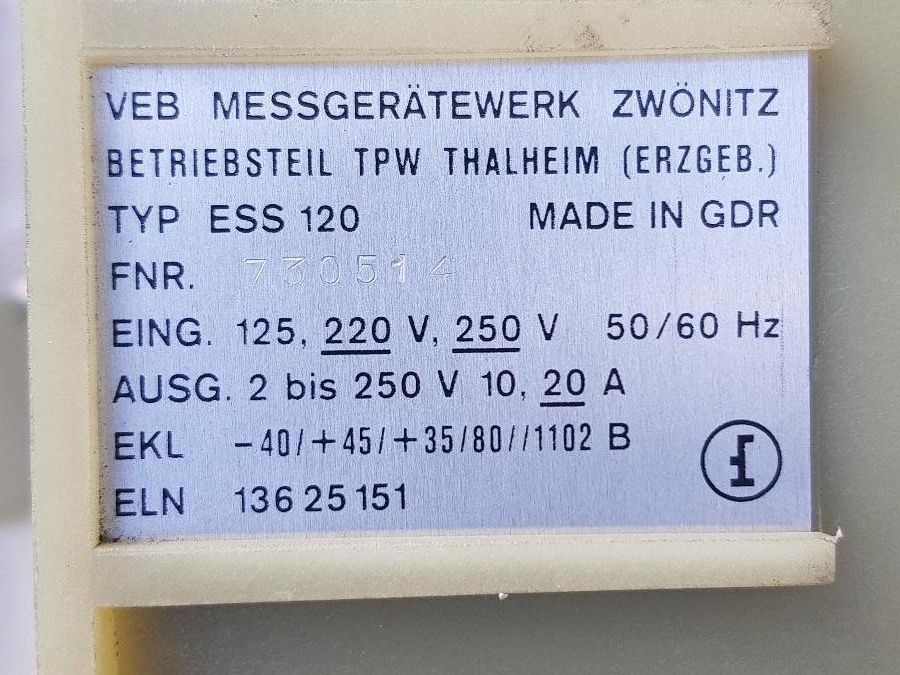 VEB MESSGERÄTEWERK ZWÖNITZ
BETRIEBSTEIL TPW THALHEIM (ERZGEB.)
TYP ESS 120 MADE IN GDR
FNR. 730514
EING. 125, 220 V, 250 V 50/60 Hz
AUSG. 2 bis 250 V 10, 20 A
EKL -40/+45/+35/80//1102 B
ELN 136 25 151